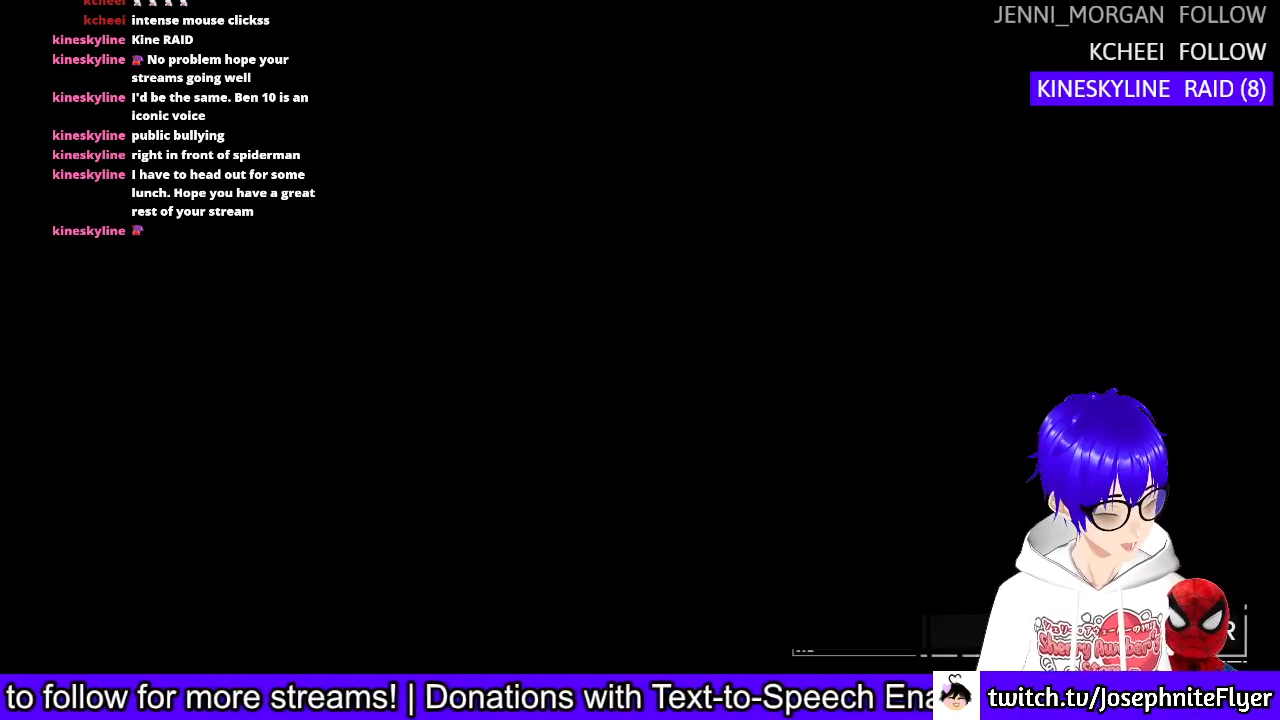 kcheei
kcheei intense mouse clickss
kineskyline Kine RAID
kineskyline No problem hope your
streams going well
kineskyline I'd be the same. Ben 10 is an
iconic voice
kineskyline public bullying
kineskyline right in front of spiderman
kineskyline I have to head out for some
lunch. Hope you have a great
rest of your stream
kineskyline
JENNI_MORGAN FOLLOW
KCHEEI FOLLOW
KINESKYLINE RAID (8)
R
to follow for more streams! | Donations with Text-to-Speech Ena
twitch.tv/JosephniteFlyer